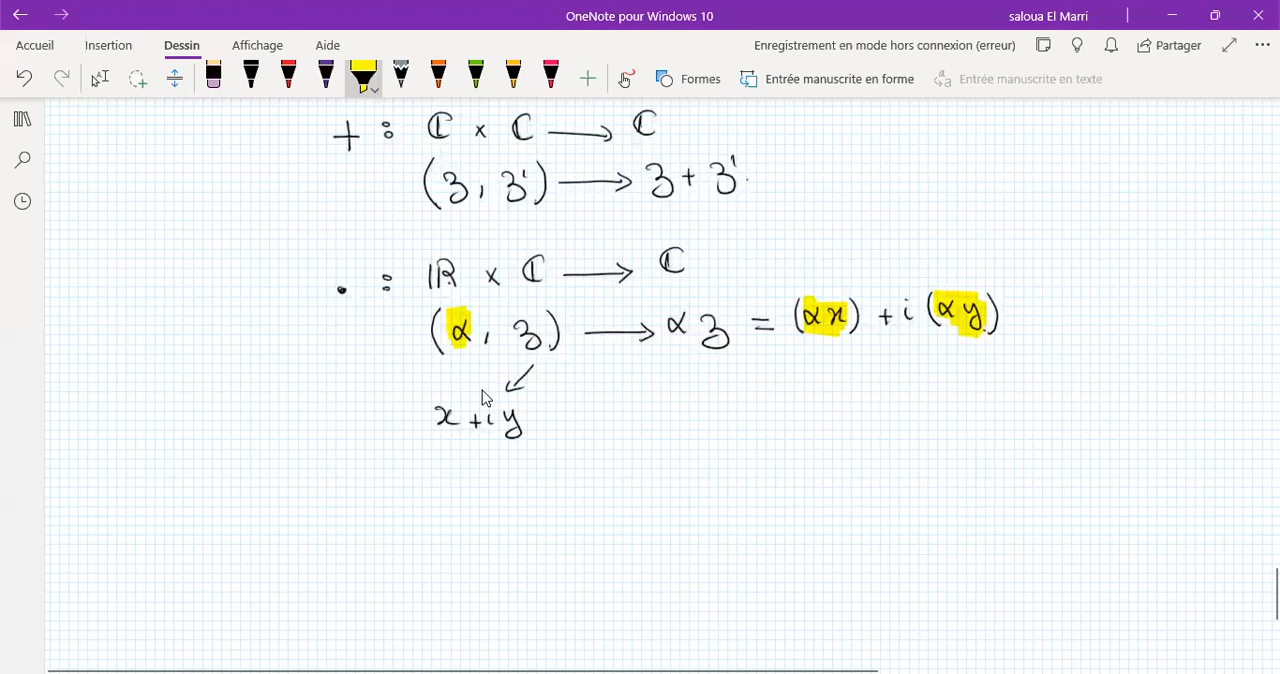 OneNote pour Windows 10
saloua El Marri
Accueil Insertion Dessin Affichage Aide
Enregistrement en mode hors connexion (erreur)
Partager
Formes
Entrée manuscrite en forme
Entrée manuscrite en texte
+ : ℂ × ℂ ⟶ ℂ
(z, z') ⟶ z + z'.
. : ℝ × ℂ ⟶ ℂ
(α, z) ⟶ α z = (αx) + i (αy)
x + iy